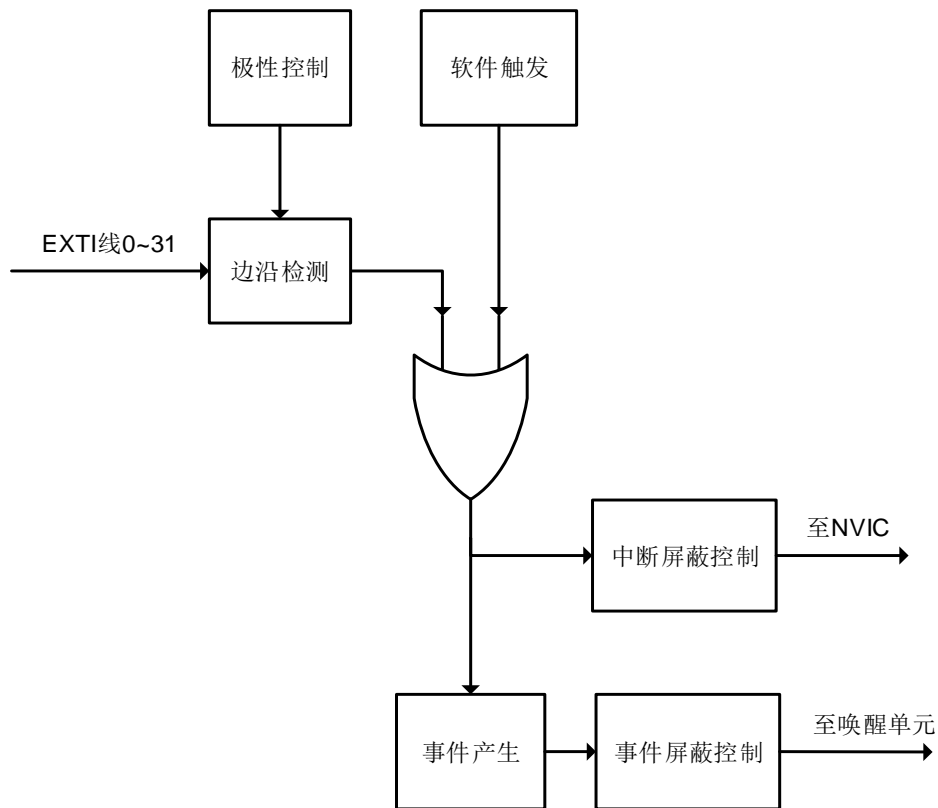 极性控制
软件触发
EXTI线0~31
边沿检测
中断屏蔽控制
至NVIC
事件产生
事件屏蔽控制
至唤醒单元